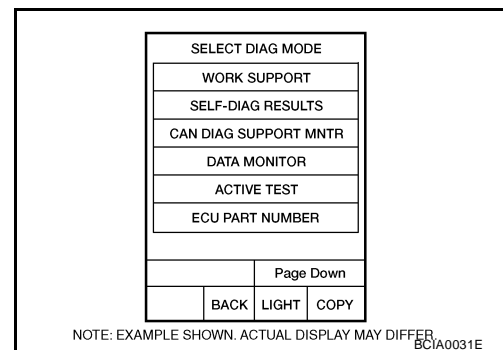 SELECT DIAG MODE
WORK SUPPORT
SELF-DIAG RESULTS
CAN DIAG SUPPORT MNTR
DATA MONITOR
ACTIVE TEST
ECU PART NUMBER
Page Down
BACK LIGHT COPY
NOTE: EXAMPLE SHOWN. ACTUAL DISPLAY MAY DIFFER.
BCIA0031E